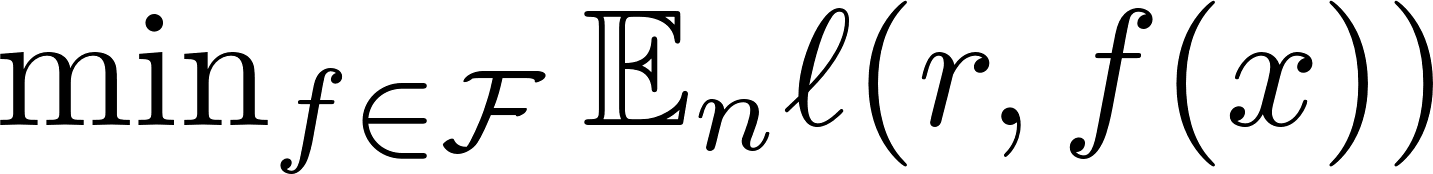 min_{f ∈ ℱ} 𝔼_n ℓ(r, f(x))